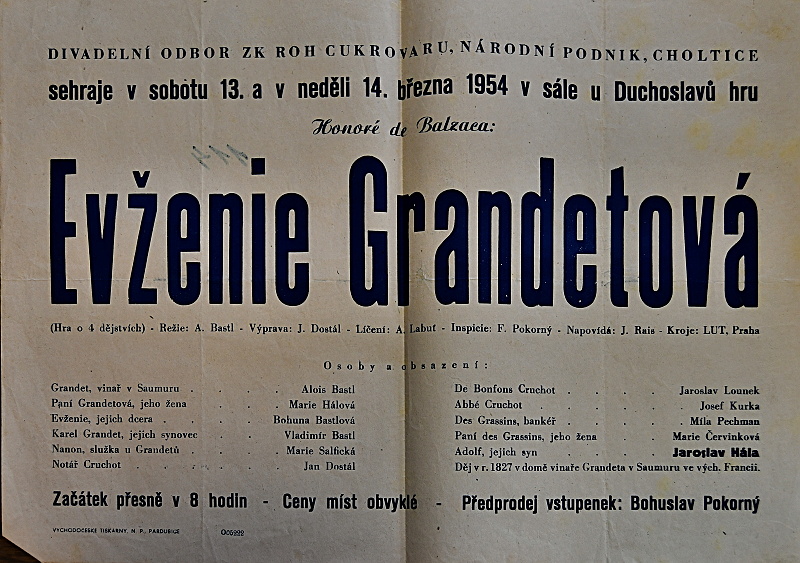 DIVADELNÍ ODBOR ZK ROH CUKROVARU, NÁRODNÍ PODNIK, CHOLTICE
sehraje v sobotu 13. a v neděli 14. března 1954 v sále u Duchoslavů hru
Honoré de Balzaca:
Evženie Grandetová
(Hra o 4 dějstvích) - Režie: A. Bastl - Výprava: J. Dostál - Líčení: A. Labuť - Inspicie: F. Pokorný - Napovídá: J. Rais - Kroje: LUT, Praha
Osoby a obsazení:
Grandet, vinař v Saumuru . . . . Alois Bastl
Paní Grandetová, jeho žena . . . . Marie Hálová
Evženie, jejich dcera . . . . . Bohuna Bastlová
Karel Grandet, jejich synovec . . . . Vladimír Bastl
Nanon, služka u Grandetů . . . . Marie Salfická
Notář Cruchot . . . . . . Jan Dostál
De Bonfons Cruchot . . . . Jaroslav Lounek
Abbé Cruchot . . . . . Josef Kurka
Des Grassins, bankéř . . . . . Míla Pechman
Paní des Grassins, jeho žena . . . Marie Červinková
Adolf, jejich syn . . . . . Jaroslav Hála
Děj v r. 1827 v domě vinaře Grandeta v Saumuru ve vých. Francii.
Začátek přesně v 8 hodin - Ceny míst obvyklé - Předprodej vstupenek: Bohuslav Pokorný
VÝCHODOČESKÉ TISKÁRNY, N. P., PARDUBICE O05222